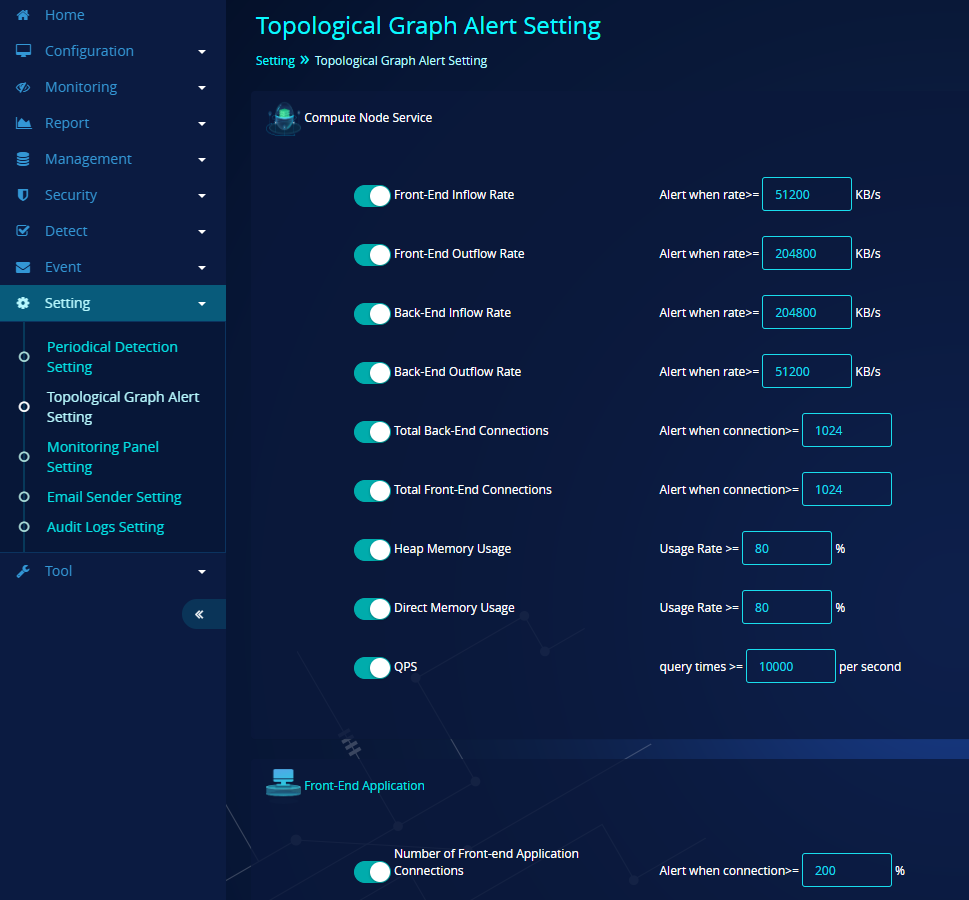 Home
Configuration
Monitoring
Report
Management
Security
Detect
Event
Setting
Periodical Detection
Setting
Topological Graph Alert
Setting
Monitoring Panel
Setting
Email Sender Setting
Audit Logs Setting
Tool
«
Topological Graph Alert Setting
Setting » Topological Graph Alert Setting
Compute Node Service
Front-End Inflow Rate Alert when rate>= 51200 KB/s
Front-End Outflow Rate Alert when rate>= 204800 KB/s
Back-End Inflow Rate Alert when rate>= 204800 KB/s
Back-End Outflow Rate Alert when rate>= 51200 KB/s
Total Back-End Connections Alert when connection>= 1024
Total Front-End Connections Alert when connection>= 1024
Heap Memory Usage Usage Rate >= 80 %
Direct Memory Usage Usage Rate >= 80 %
QPS query times >= 10000 per second
Front-End Application
Number of Front-end Application
Connections Alert when connection>= 200 %